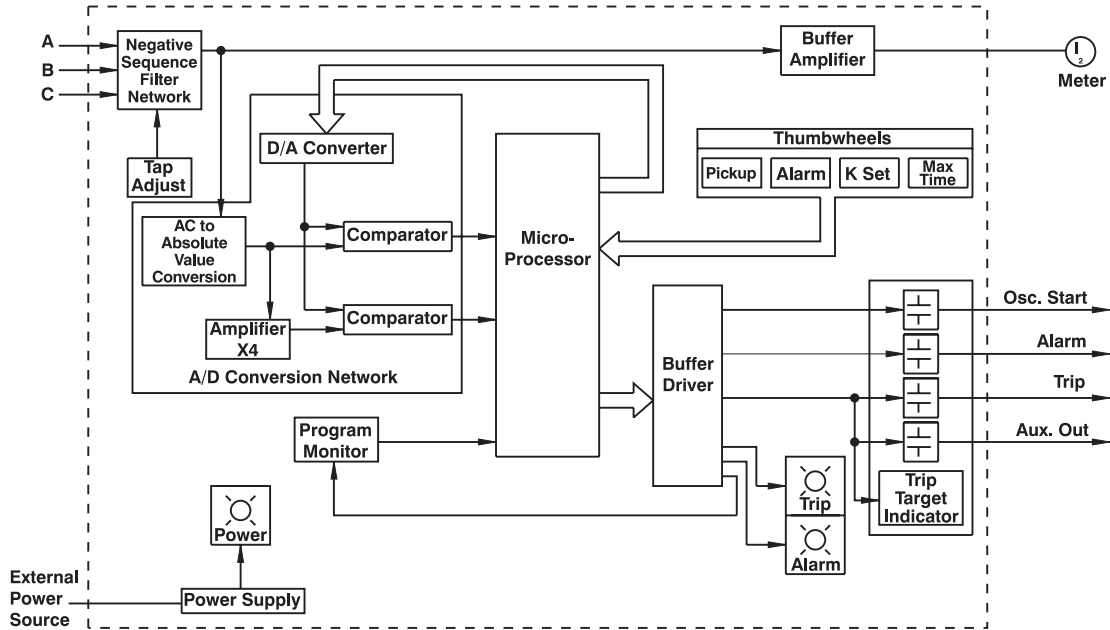 A
B
C
Negative
Sequence
Filter
Network
Buffer
Amplifier
I
2
Meter
Tap
Adjust
D/A Converter
AC to
Absolute
Value
Conversion
Comparator
Comparator
Amplifier
X4
A/D Conversion Network
Micro-
Processor
Thumbwheels
Pickup
Alarm
K Set
Max
Time
Buffer
Driver
Osc. Start
Alarm
Trip
Aux. Out
Trip
Target
Indicator
Program
Monitor
Trip
Alarm
Power
Power Supply
External
Power
Source